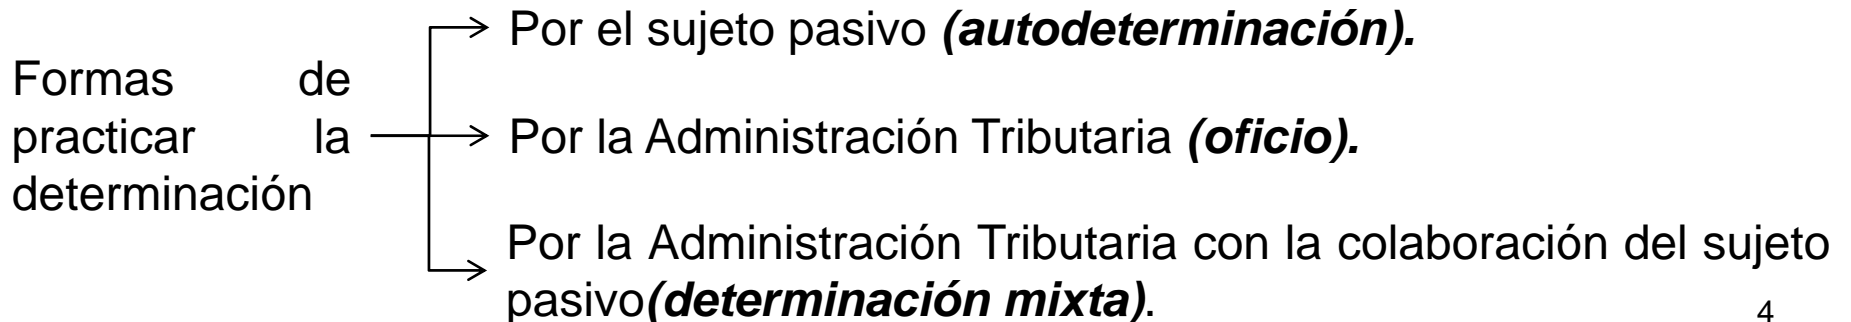 Formas de
practicar la
determinación
Por el sujeto pasivo (autodeterminación).
Por la Administración Tributaria (oficio).
Por la Administración Tributaria con la colaboración del sujeto
pasivo(determinación mixta).
4